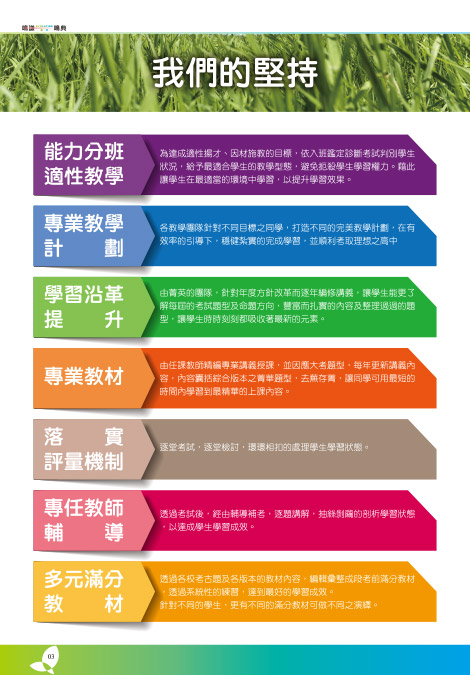 我們的堅持
能力分班
適性教學
為達成適性揚才、因材施教的目標，依入班鑑定診斷考試判別學生
狀況，給予最適合學生的教學型態，避免扼殺學生學習權力。藉此
讓學生在最適當的環境中學習，以提升學習效果。
專業教學
計劃
各教學團隊針對不同目標之同學，打造不同的完美教學計劃，在有
效率的引導下，穩健紮實的完成學習，並順利考取理想之高中
學習沿革
提升
由菁英的團隊，針對年度方針改革而逐年編修講義，讓學生能更了
解每屆的考試題型及命題方向，豐富而扎實的內容及整理過過的題
型，讓學生時時刻刻都吸收著最新的元素。
專業教材
由任課教師精編專業講義授課，並因應大考題型，每年更新講義內
容，內容囊括綜合版本之菁華題型，去蕪存菁，讓同學可用最短的
時間內學習到最精華的上課內容。
落實
評量機制
逐堂考試，逐堂檢討，環環相扣的處理學生學習狀態。
專任教師
輔導
透過考試後，經由輔導補考，逐題講解，抽絲剝繭的剖析學習狀態
，以達成學生學習成效。
多元滿分
教材
透過各校考古題及各版本的教材內容，編輯彙整成段考前滿分教材
，透過系統性的練習，達到最好的學習成效。
針對不同的學生，更有不同的滿分教材可做不同之演繹。
03